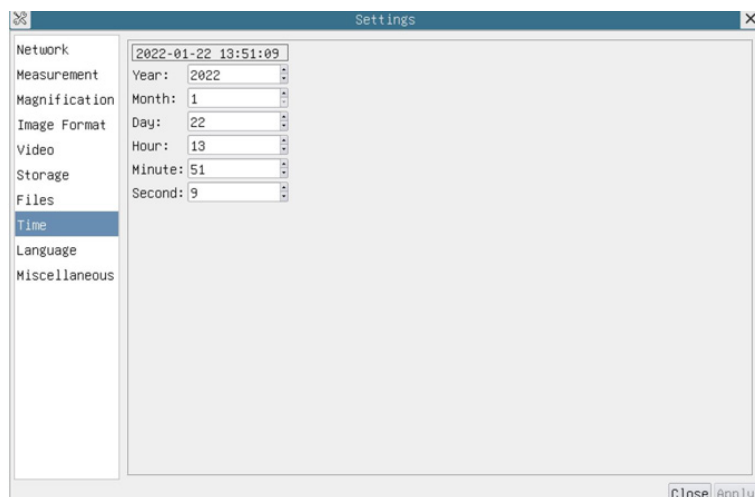 Settings
Network
Measurement
Magnification
Image Format
Video
Storage
Files
Time
Language
Miscellaneous
2022-01-22 13:51:09
Year: 2022
Month: 1
Day: 22
Hour: 13
Minute: 51
Second: 9
Close Apply